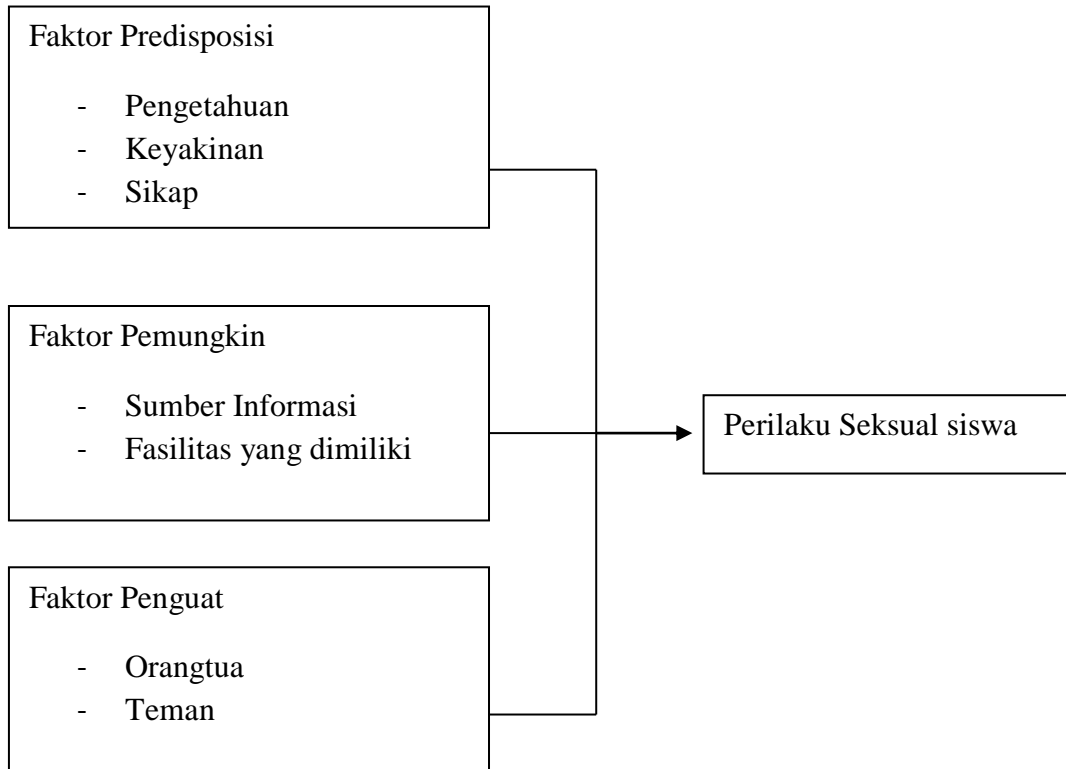 Faktor Predisposisi
- Pengetahuan
- Keyakinan
- Sikap
Faktor Pemungkin
- Sumber Informasi
- Fasilitas yang dimiliki
Perilaku Seksual siswa
Faktor Penguat
- Orangtua
- Teman